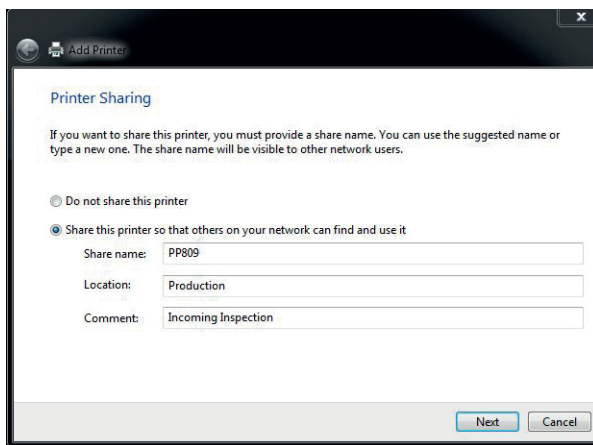 x
Add Printer
Printer Sharing
If you want to share this printer, you must provide a share name. You can use the suggested name or
type a new one. The share name will be visible to other network users.
Do not share this printer
Share this printer so that others on your network can find and use it
Share name: PP809
Location: Production
Comment: Incoming Inspection
Next Cancel